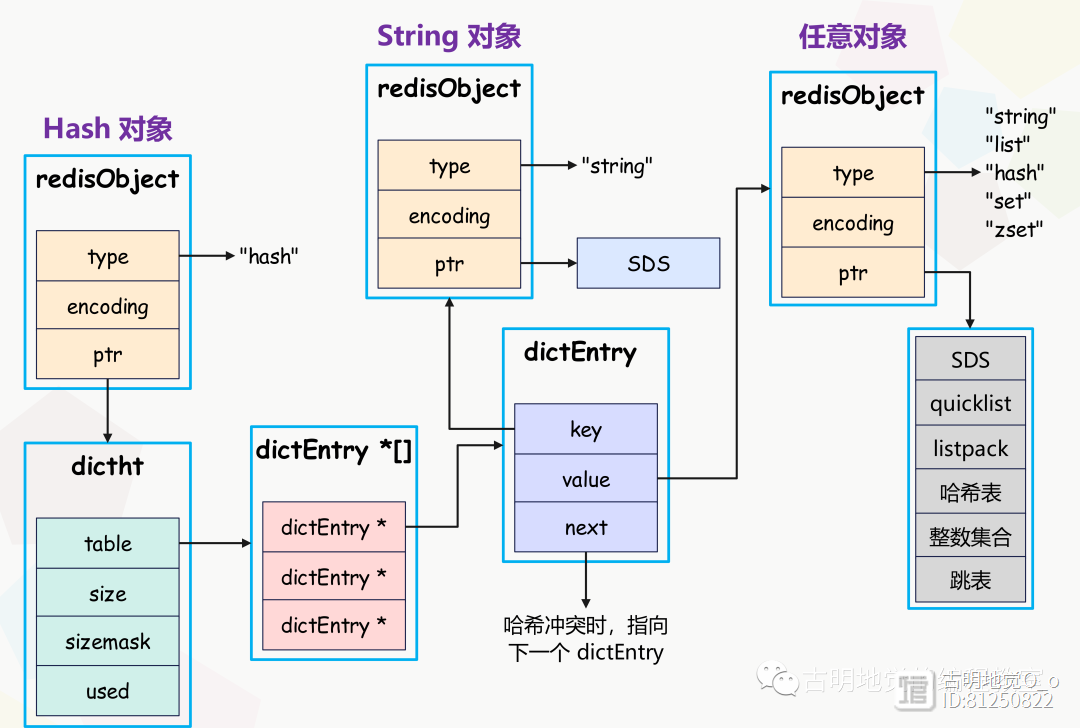 Hash 对象
redisObject
type
"hash"
encoding
ptr
dictht
table
size
sizemask
used
dictEntry *[]
dictEntry *
dictEntry *
dictEntry *
String 对象
redisObject
type
"string"
encoding
ptr
SDS
dictEntry
key
value
next
哈希冲突时，指向
下一个 dictEntry
任意对象
redisObject
type
encoding
ptr
"string"
"list"
"hash"
"set"
"zset"
SDS
quicklist
listpack
哈希表
整数集合
跳表
古明地觉O_o
ID:81250822